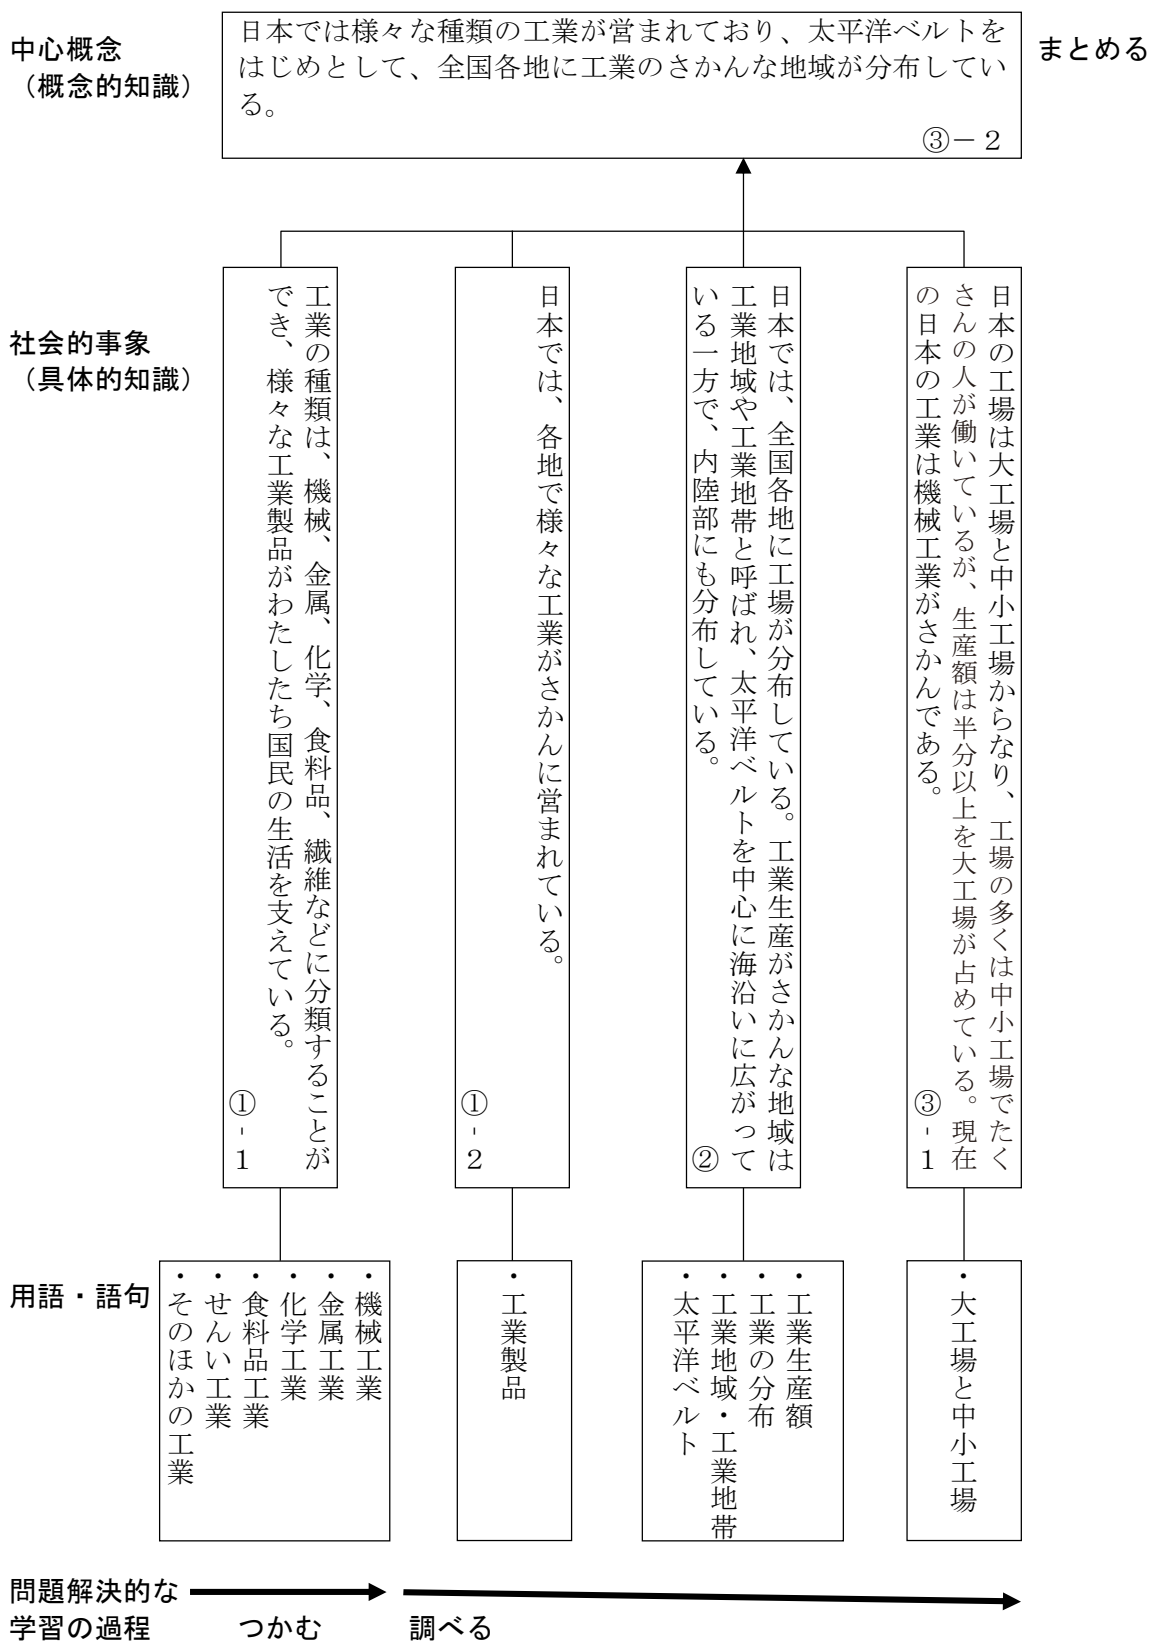 中心概念
（概念的知識）
日本では様々な種類の工業が営まれており、太平洋ベルトを
はじめとして、全国各地に工業のさかんな地域が分布してい
る。
③－２
まとめる
社会的事象
（具体的知識）
工業の種類は、機械、金属、化学、食料品、繊維などに分類することが
でき、様々な工業製品がわたしたち国民の生活を支えている。
①-１
日本では、各地で様々な工業がさかんに営まれている。
①-２
日本では、全国各地に工場が分布している。工業生産がさかんな地域は
工業地域や工業地帯と呼ばれ、太平洋ベルトを中心に海沿いに広がって
いる一方で、内陸部にも分布している。
②
日本の工場は大工場と中小工場からなり、工場の多くは中小工場でたく
さんの人が働いているが、生産額は半分以上を大工場が占めている。現在
の日本の工業は機械工業がさかんである。
③-１
用語・語句
・機械工業
・金属工業
・化学工業
・食料品工業
・せんい工業
・そのほかの工業
・工業製品
・工業生産額
・工業の分布
・工業地域・工業地帯
・太平洋ベルト
・大工場と中小工場
問題解決的な
学習の過程
つかむ
調べる